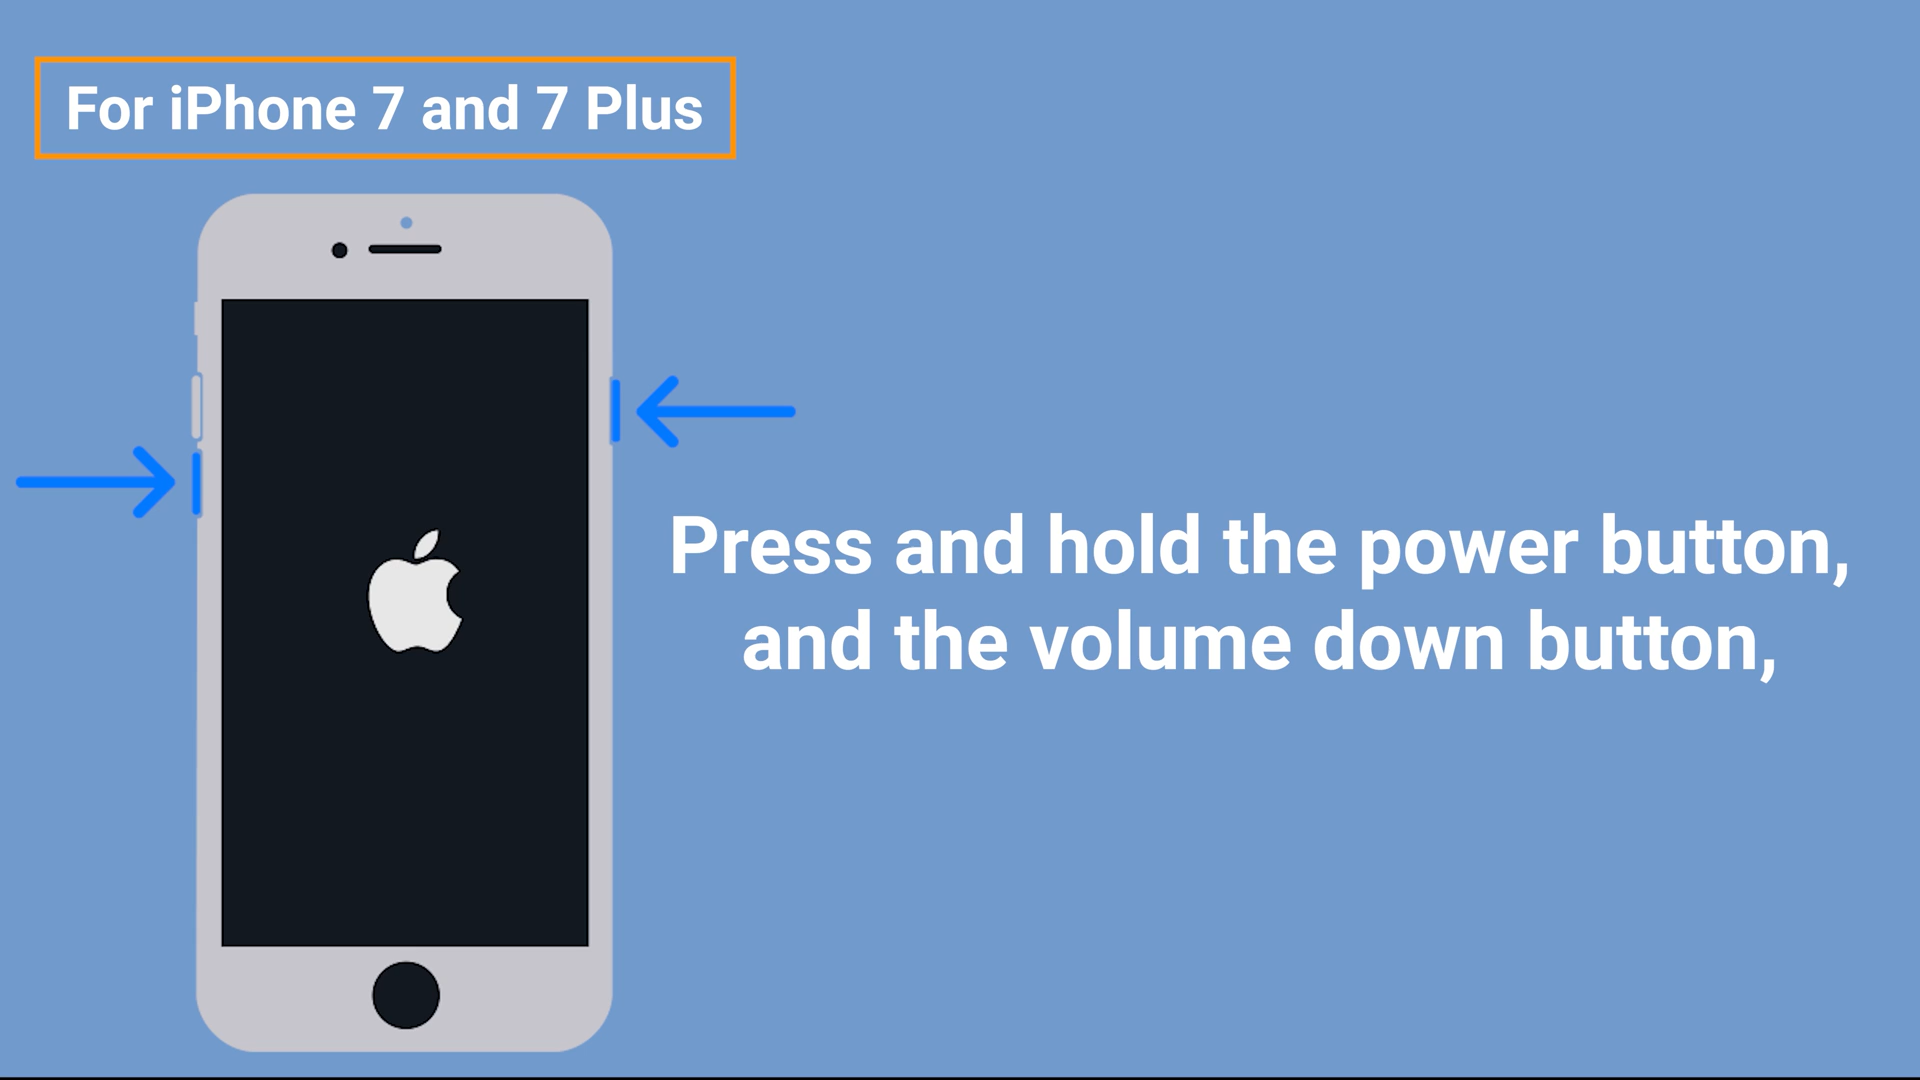 For iPhone 7 and 7 Plus
Press and hold the power button,
and the volume down button,